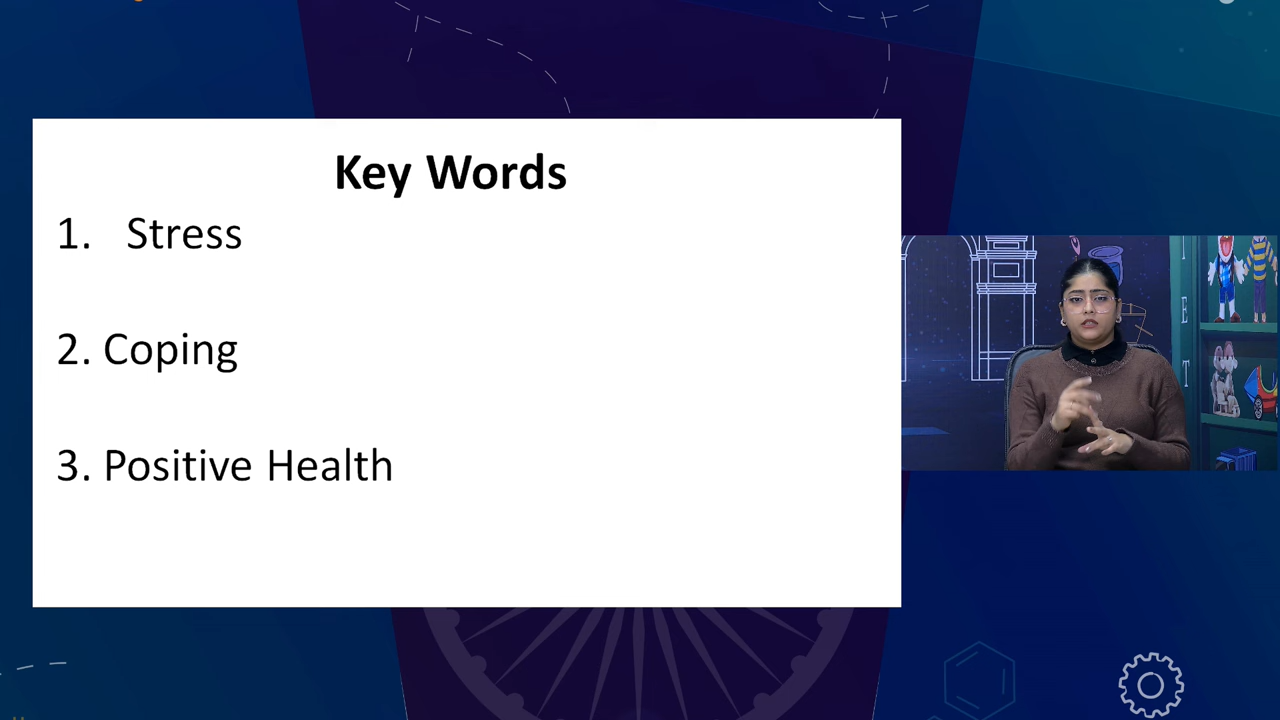 Key Words
1. Stress
2. Coping
3. Positive Health
I
E
T